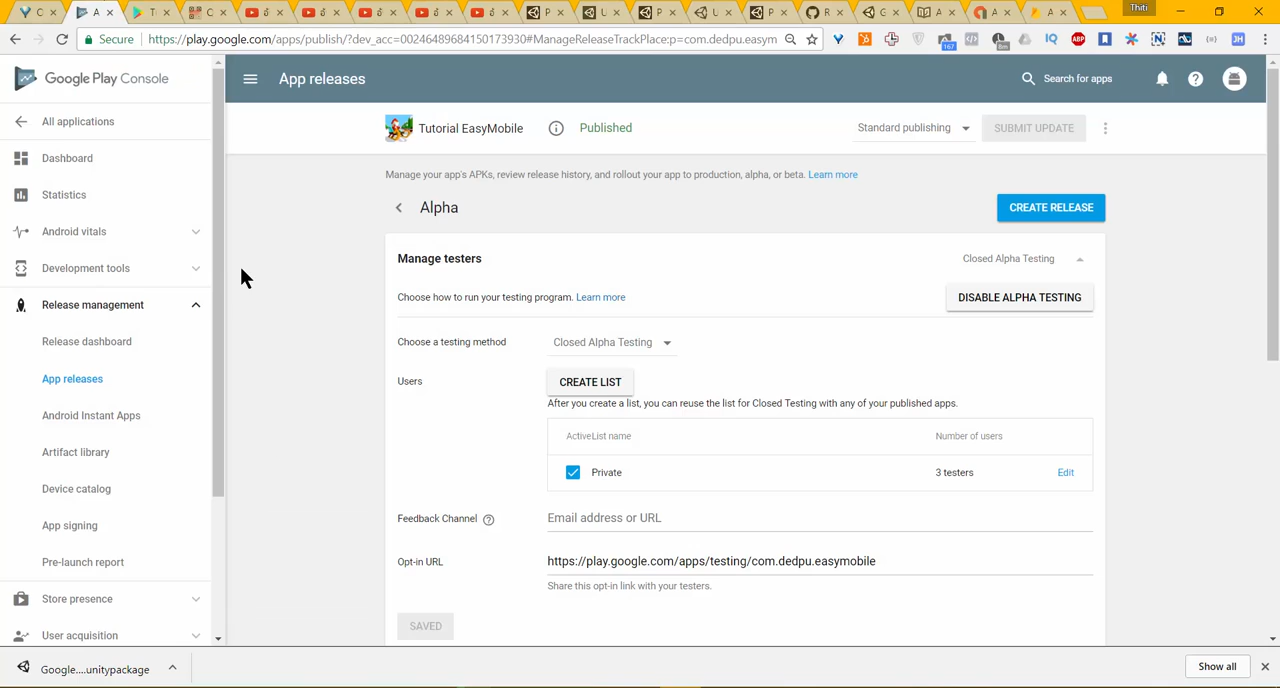 C
A
T
C
é
é
é
é
é
P
U
P
U
P
R
G
A
A
A
Thiti
Secure
https://play.google.com/apps/publish/?dev_acc=00246489684150173930#ManageReleaseTrackPlace:p=com.dedpu.easym
167
8m
IQ
ABP
N
JH
Google Play Console
App releases
Search for apps
All applications
Tutorial EasyMobile
Published
Standard publishing
SUBMIT UPDATE
Dashboard
Manage your app's APKs, review release history, and rollout your app to production, alpha, or beta. Learn more
Statistics
Alpha
CREATE RELEASE
Android vitals
Manage testers
Closed Alpha Testing
Development tools
Choose how to run your testing program. Learn more
DISABLE ALPHA TESTING
Release management
Release dashboard
Choose a testing method
Closed Alpha Testing
App releases
Users
CREATE LIST
After you create a list, you can reuse the list for Closed Testing with any of your published apps.
Android Instant Apps
ActiveList name
Number of users
Artifact library
Private
3 testers
Edit
Device catalog
Feedback Channel
Email address or URL
App signing
Opt-in URL
https://play.google.com/apps/testing/com.dedpu.easymobile
Pre-launch report
Share this opt-in link with your testers.
Store presence
SAVED
User acquisition
Google....unitypackage
Show all